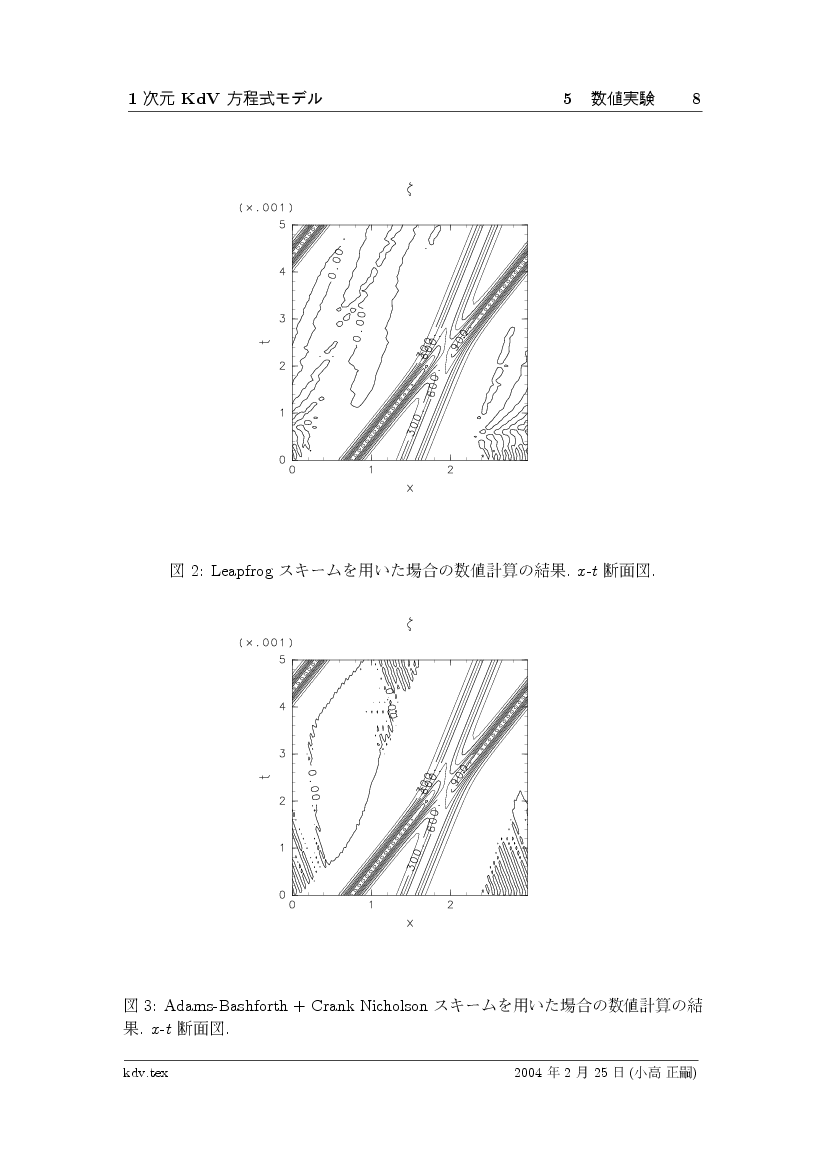 1 次元 KdV 方程式モデル 5 数値実験 8
ζ
(×.001)
5
4
3
2
1
0
t
0 1 2
x
300.
600.
900.
300.
600.
図 2: Leapfrog スキームを用いた場合の数値計算の結果. x-t 断面図.
ζ
(×.001)
5
4
3
2
1
0
t
0 1 2
x
300.
600.
900.
300.
600.
図 3: Adams-Bashforth + Crank Nicholson スキームを用いた場合の数値計算の結
果. x-t 断面図.
kdv.tex 2004 年 2 月 25 日 (小高 正嗣)